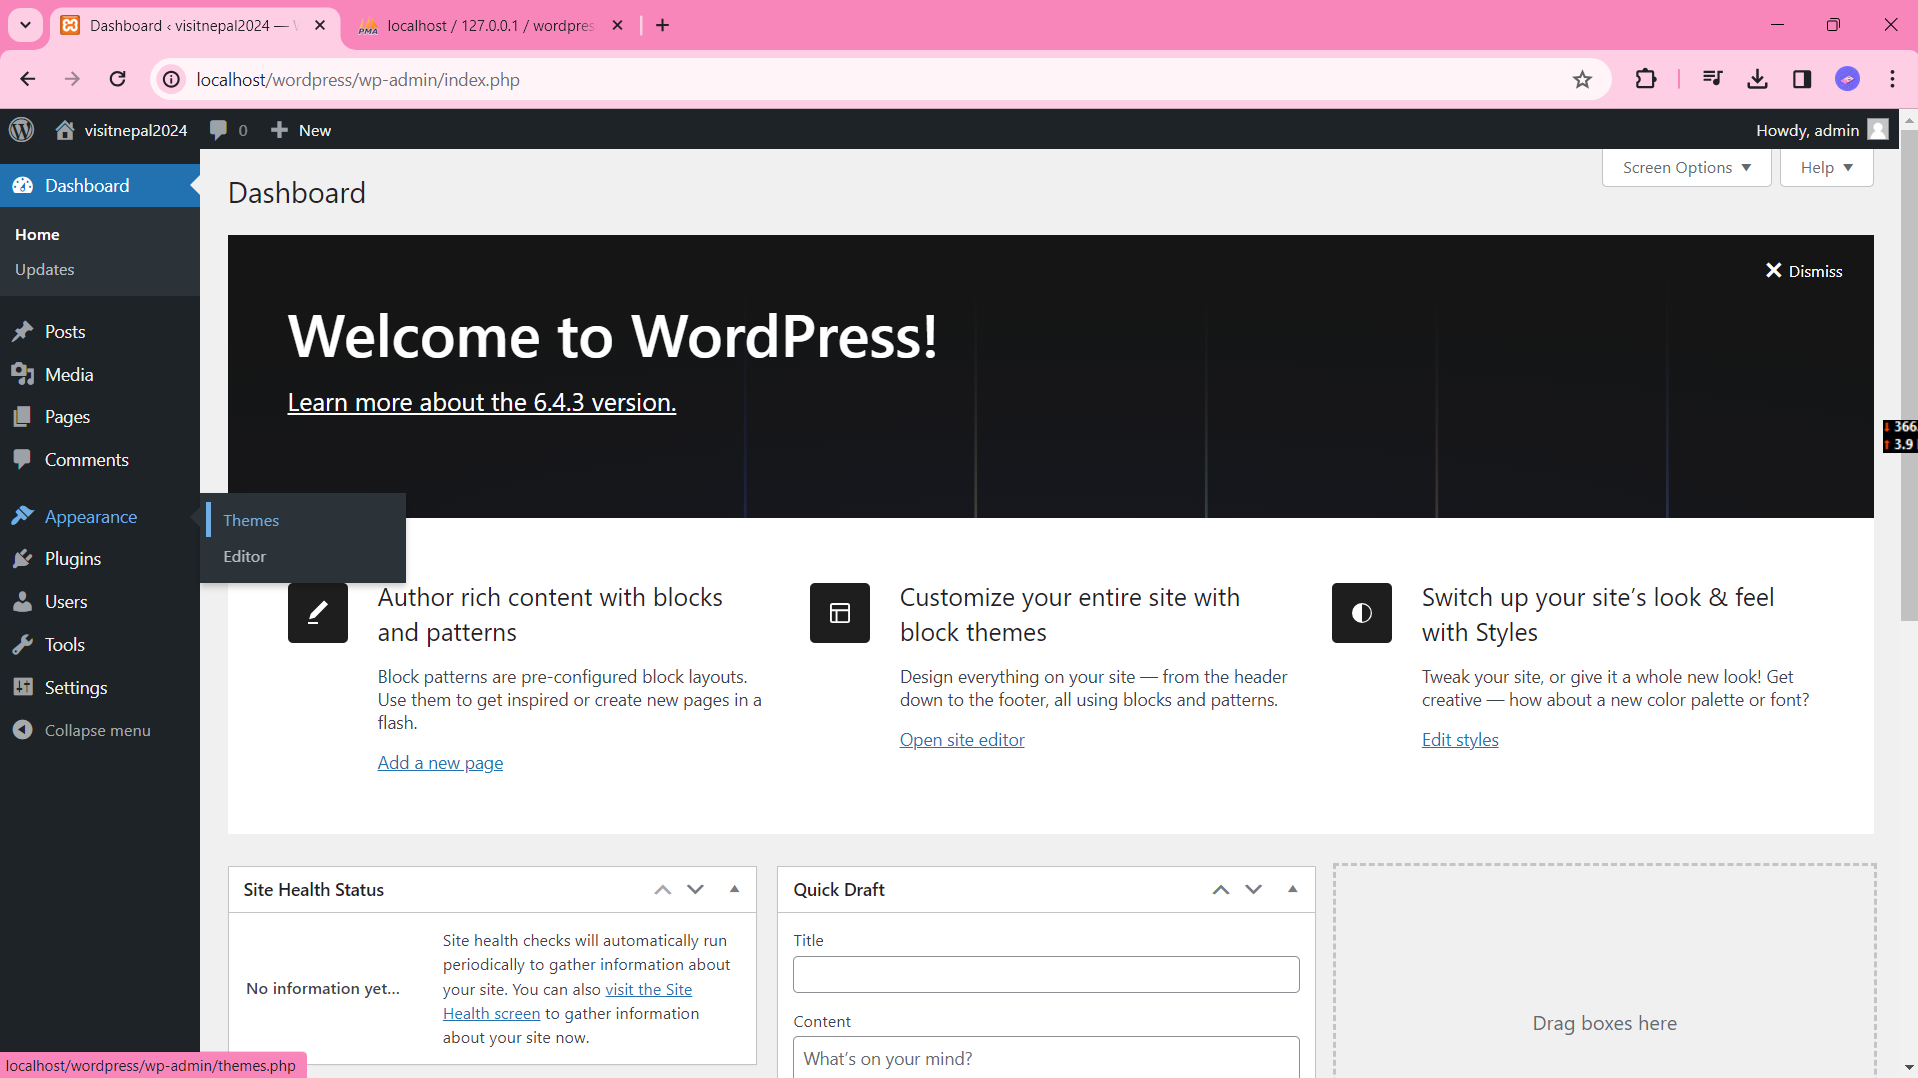 Dashboard ‹ visitnepal2024 —
localhost / 127.0.0.1 / wordpres
localhost/wordpress/wp-admin/index.php
visitnepal2024
0
New
Howdy, admin
Dashboard
Home
Updates
Posts
Media
Pages
Comments
Appearance
Themes
Editor
Plugins
Users
Tools
Settings
Collapse menu
Screen Options
Help
Dashboard
Dismiss
Welcome to WordPress!
Learn more about the 6.4.3 version.
366
3.9
Author rich content with blocks
and patterns
Block patterns are pre-configured block layouts.
Use them to get inspired or create new pages in a
flash.
Add a new page
Customize your entire site with
block themes
Design everything on your site — from the header
down to the footer, all using blocks and patterns.
Open site editor
Switch up your site’s look & feel
with Styles
Tweak your site, or give it a whole new look! Get
creative — how about a new color palette or font?
Edit styles
Site Health Status
No information yet...
Site health checks will automatically run
periodically to gather information about
your site. You can also visit the Site
Health screen to gather information
about your site now.
Quick Draft
Title
Content
What’s on your mind?
Drag boxes here
localhost/wordpress/wp-admin/themes.php
PMA